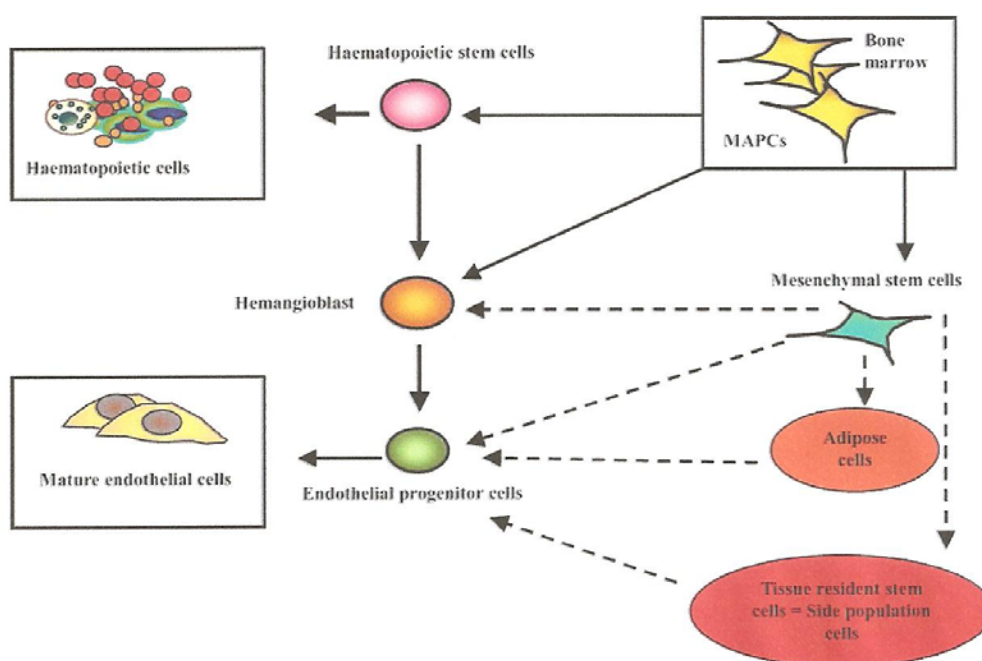 Haematopoietic stem cells
Bone
marrow
MAPCs
Haematopoietic cells
Mesenchymal stem cells
Hemangioblast
Adipose
cells
Mature endothelial cells
Endothelial progenitor cells
Tissue resident stem
cells = Side population
cells